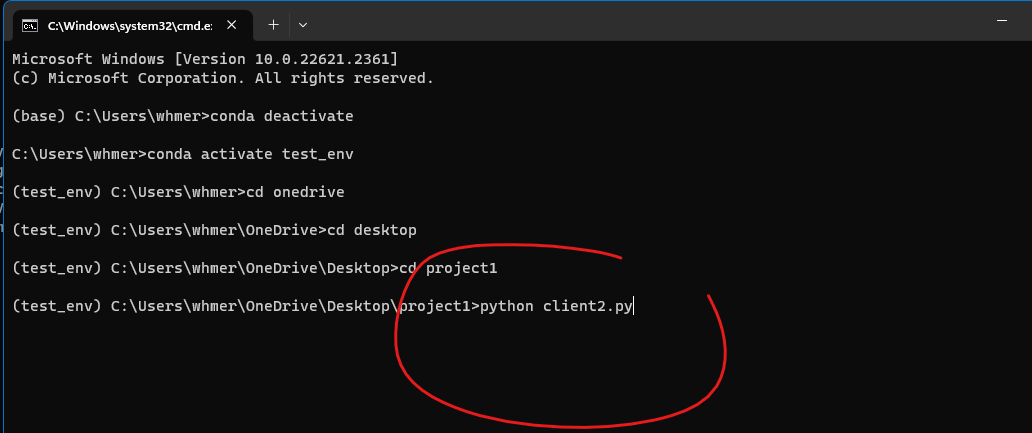 C:\Windows\system32\cmd.e
Microsoft Windows [Version 10.0.22621.2361]
(c) Microsoft Corporation. All rights reserved.
(base) C:\Users\whmer>conda deactivate
C:\Users\whmer>conda activate test_env
(test_env) C:\Users\whmer>cd onedrive
(test_env) C:\Users\whmer\OneDrive>cd desktop
(test_env) C:\Users\whmer\OneDrive\Desktop>cd project1
(test_env) C:\Users\whmer\OneDrive\Desktop\project1>python client2.py